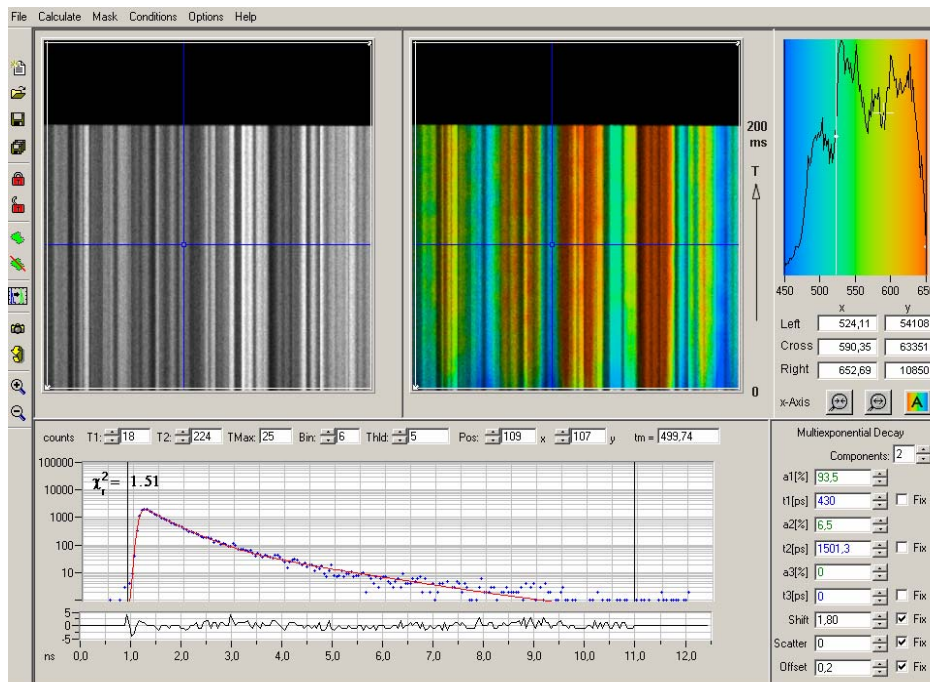 File Calculate Mask Conditions Options Help
200
ms
T
0
450 500 550 600 650
x y
Left 524,11 54108
Cross 590,35 63351
Right 652,69 10850
x-Axis A
counts T1: 18 T2: 224 TMax: 25 Bin: 6 Thld: 5 Pos: 109 x 107 y tm = 499,74
100000
10000
1000
100
10
χr²= 1.51
5
0
-5
ns 0,0 1,0 2,0 3,0 4,0 5,0 6,0 7,0 8,0 9,0 10,0 11,0 12,0
Multiexponential Decay
Components: 2
a1[%] 93,5
t1[ps] 430 Fix
a2[%] 6,5
t2[ps] 1501,3 Fix
a3[%] 0
t3[ps] 0 Fix
Shift 1,80 Fix
Scatter 0 Fix
Offset 0,2 Fix